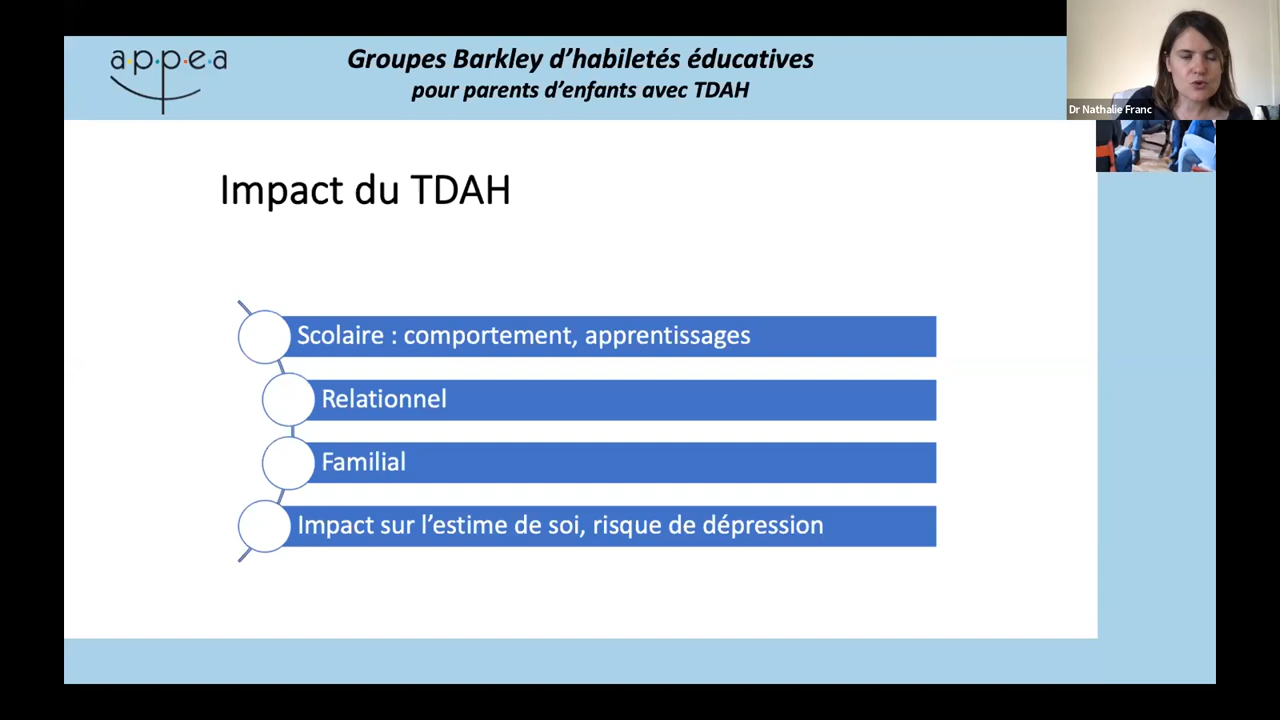 a.p.p.e.a
Groupes Barkley d’habiletés éducatives
pour parents d’enfants avec TDAH
Dr Nathalie Franc
Impact du TDAH
Scolaire : comportement, apprentissages
Relationnel
Familial
Impact sur l’estime de soi, risque de dépression